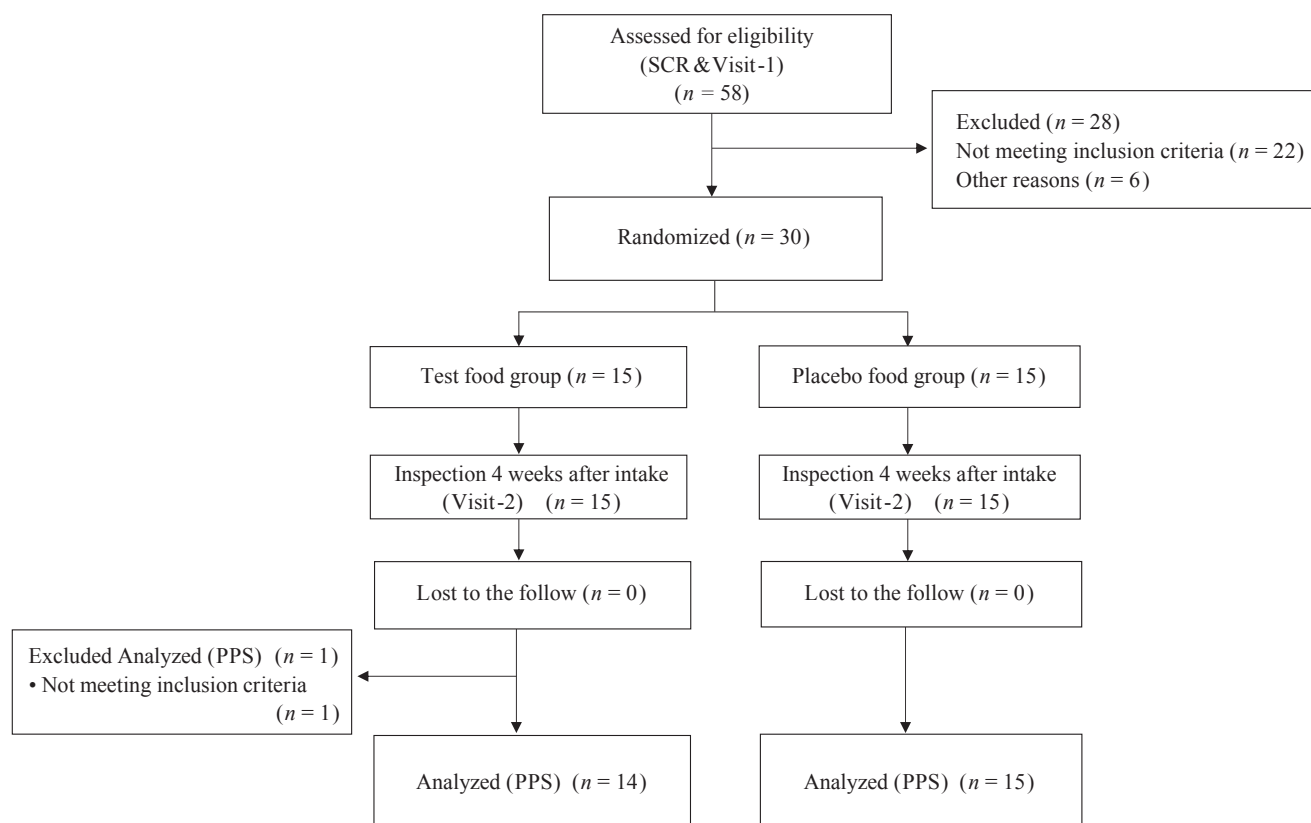 Assessed for eligibility
(SCR & Visit-1)
(n = 58)
Excluded (n = 28)
Not meeting inclusion criteria (n = 22)
Other reasons (n = 6)
Randomized (n = 30)
Test food group (n = 15)
Placebo food group (n = 15)
Inspection 4 weeks after intake
(Visit-2) (n = 15)
Inspection 4 weeks after intake
(Visit-2) (n = 15)
Lost to the follow (n = 0)
Lost to the follow (n = 0)
Excluded Analyzed (PPS) (n = 1)
• Not meeting inclusion criteria
(n = 1)
Analyzed (PPS) (n = 14)
Analyzed (PPS) (n = 15)